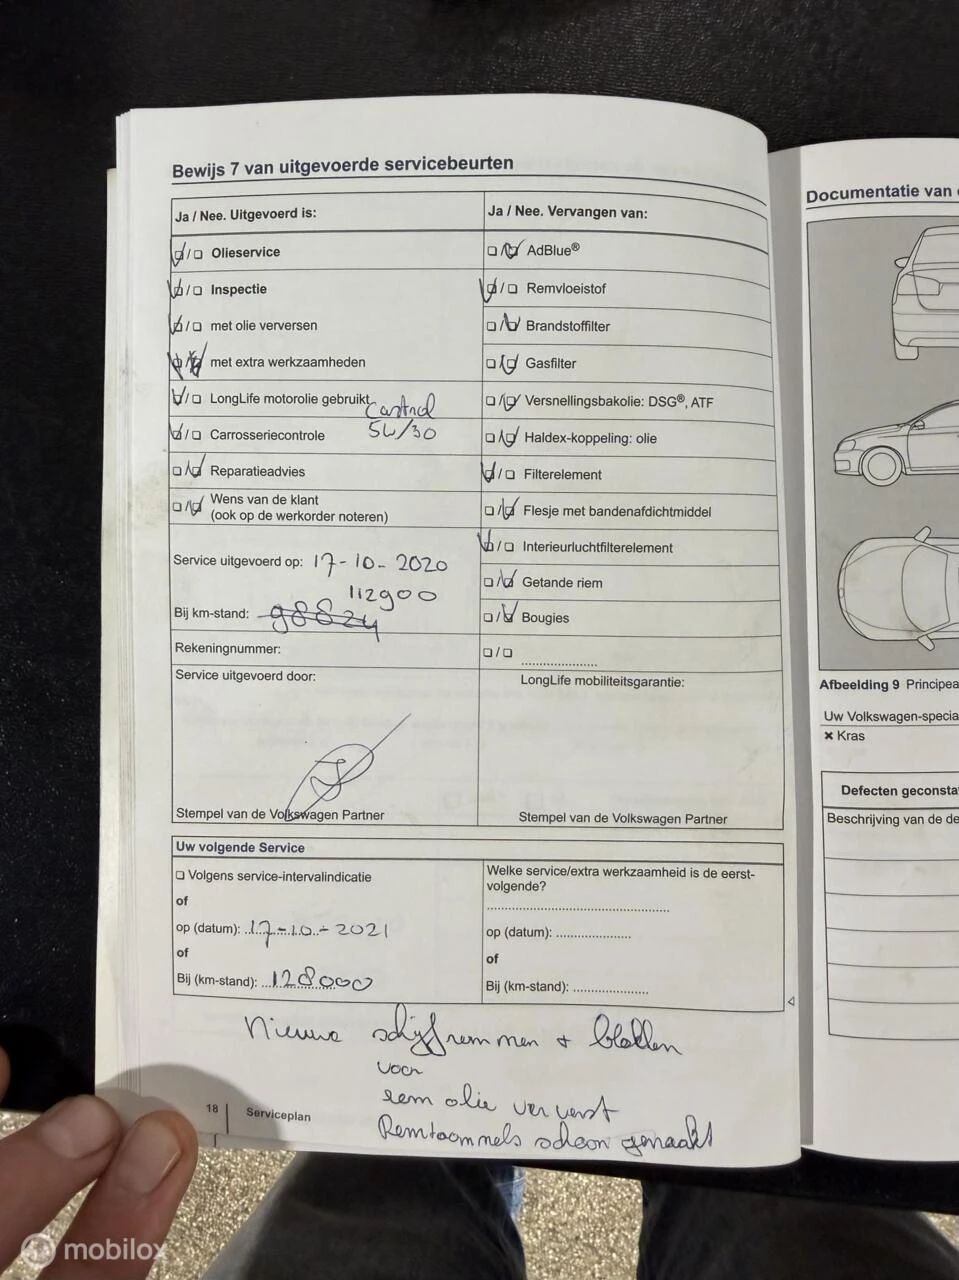 Bewijs 7 van uitgevoerde servicebeurten
Ja / Nee. Uitgevoerd is:
Olieservice
Inspectie
met olie verversen
met extra werkzaamheden
LongLife motorolie gebruikt
Castrol
5W/30
Carrosseriecontrole
Reparatieadvies
Wens van de klant
(ook op de werkorder noteren)
Service uitgevoerd op: 17-10-2020
112900
Bij km-stand: 98824
Rekeningnummer:
Service uitgevoerd door:
Stempel van de Volkswagen Partner
Ja / Nee. Vervangen van:
AdBlue®
Remvloeistof
Brandstoffilter
Gasfilter
Versnellingsbakolie: DSG®, ATF
Haldex-koppeling: olie
Filterelement
Flesje met bandenafdichtmiddel
Interieurluchtfilterelement
Getande riem
Bougies
LongLife mobiliteitsgarantie:
Stempel van de Volkswagen Partner
Uw volgende Service
Volgens service-intervalindicatie
of
op (datum): 17-10-2021
of
Bij (km-stand): 128000
Welke service/extra werkzaamheid is de eerst-
volgende?
op (datum):
of
Bij (km-stand):
Nieuwe schijfremmen + blokken
voor
rem olie ververst
Remtrommels schoon gemaakt
18 Serviceplan
Documentatie van
Afbeelding 9 Principea
Uw Volkswagen-specia
× Kras
Defecten geconsta
Beschrijving van de de
mobilox